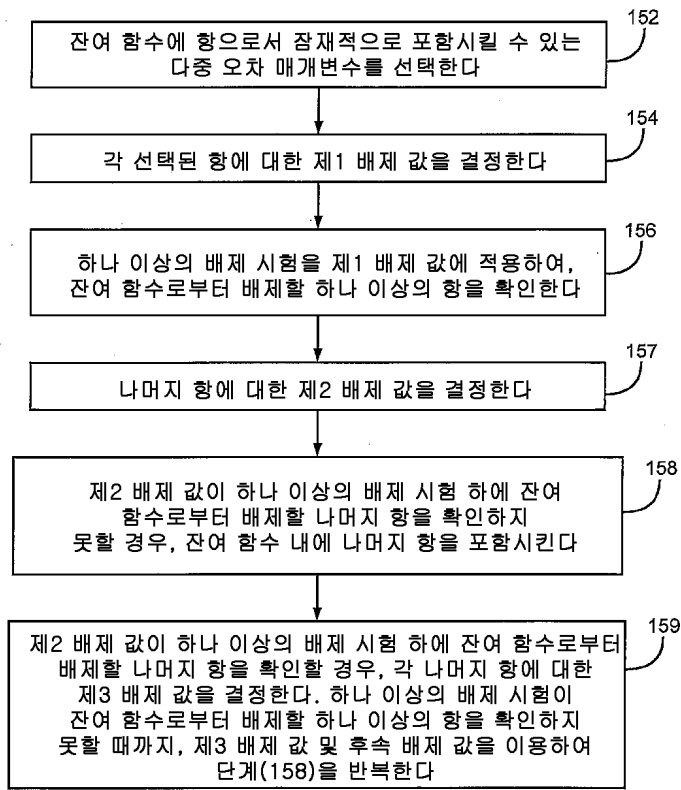 152
잔여 함수에 항으로서 잠재적으로 포함시킬 수 있는
다중 오차 매개변수를 선택한다
154
각 선택된 항에 대한 제1 배제 값을 결정한다
156
하나 이상의 배제 시험을 제1 배제 값에 적용하여,
잔여 함수로부터 배제할 하나 이상의 항을 확인한다
157
나머지 항에 대한 제2 배제 값을 결정한다
158
제2 배제 값이 하나 이상의 배제 시험 하에 잔여
함수로부터 배제할 나머지 항을 확인하지
못할 경우, 잔여 함수 내에 나머지 항을 포함시킨다
159
제2 배제 값이 하나 이상의 배제 시험 하에 잔여 함수로부터
배제할 나머지 항을 확인할 경우, 각 나머지 항에 대한
제3 배제 값을 결정한다. 하나 이상의 배제 시험이
잔여 함수로부터 배제할 하나 이상의 항을 확인하지
못할 때까지, 제3 배제 값 및 후속 배제 값을 이용하여
단계(158)을 반복한다